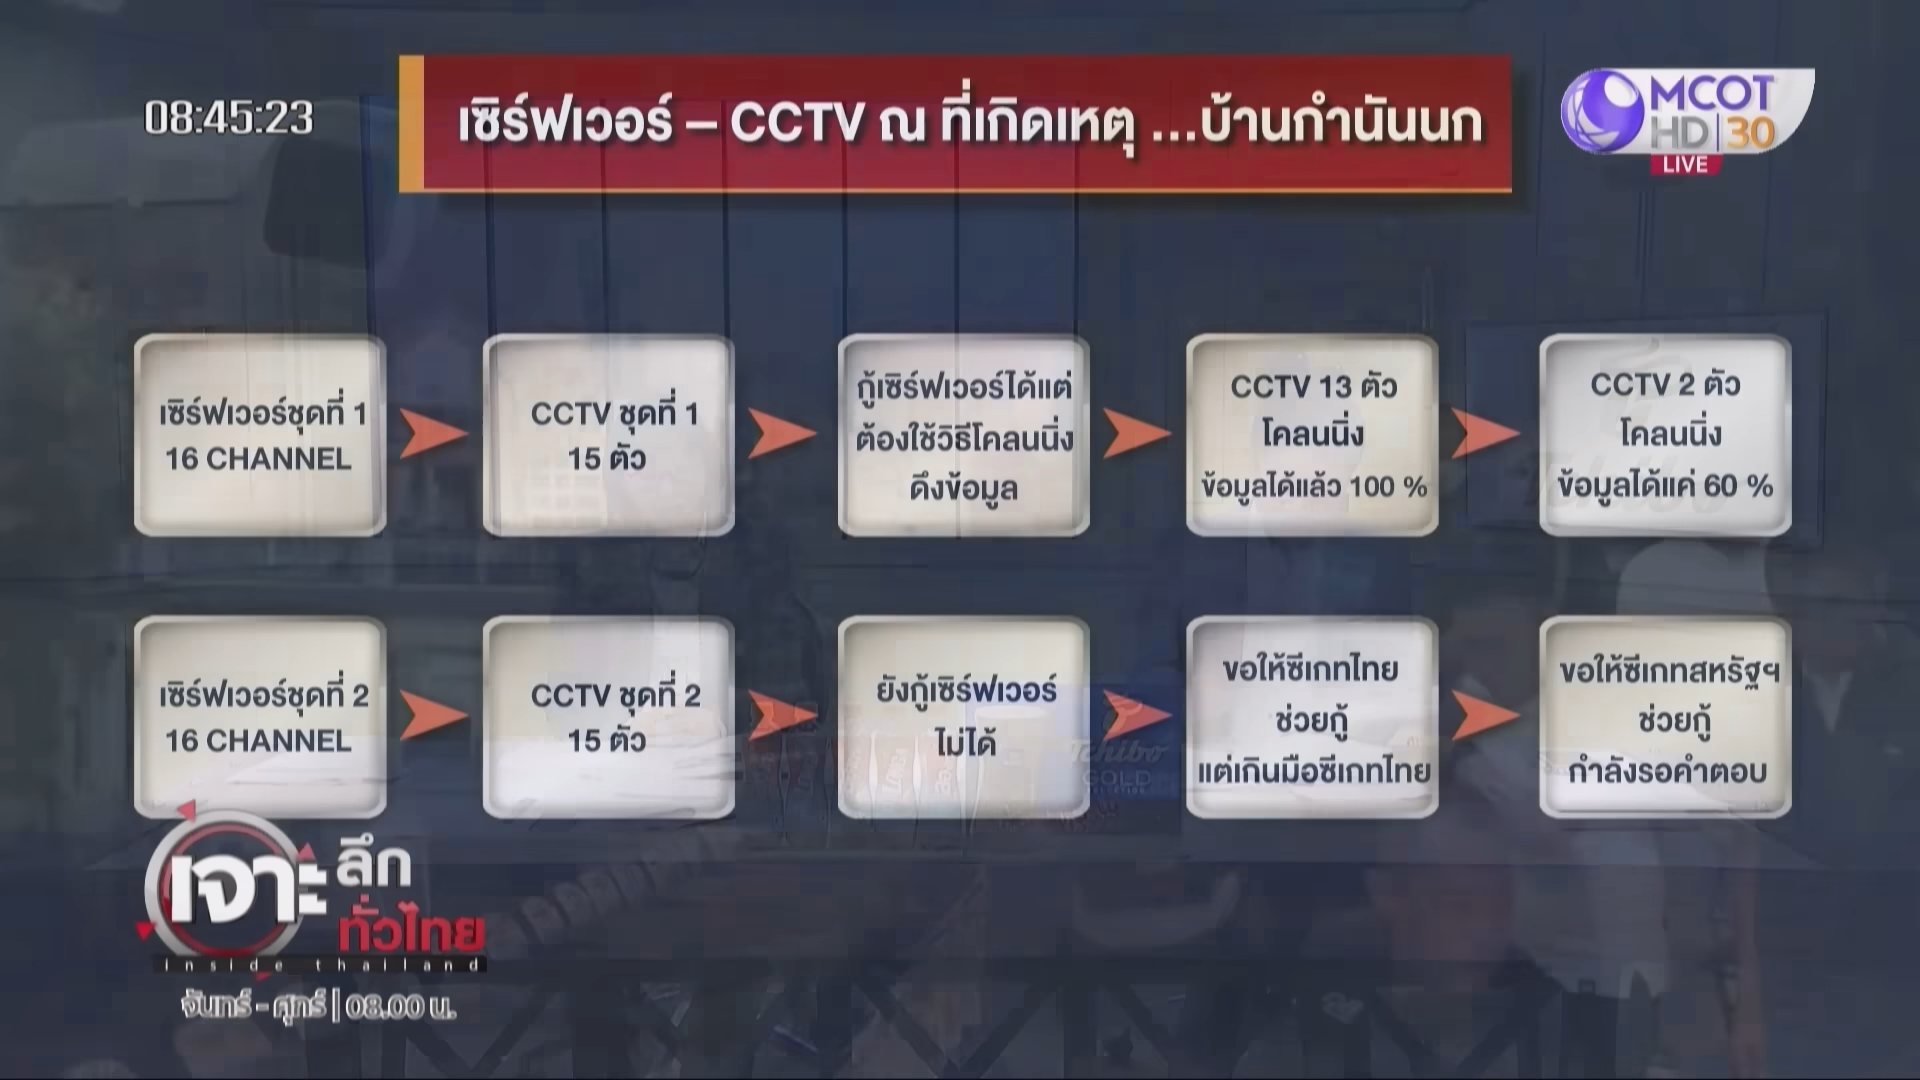 08:45:23
เซิร์ฟเวอร์ – CCTV ณ ที่เกิดเหตุ ...บ้านกำนันนก
MCOT
HD 30
LIVE
เซิร์ฟเวอร์ชุดที่ 1
16 CHANNEL
CCTV ชุดที่ 1
15 ตัว
กู้เซิร์ฟเวอร์ได้แต่
ต้องใช้วิธีโคลนนิ่ง
ดึงข้อมูล
CCTV 13 ตัว
โคลนนิ่ง
ข้อมูลได้แล้ว 100 %
CCTV 2 ตัว
โคลนนิ่ง
ข้อมูลได้แค่ 60 %
เซิร์ฟเวอร์ชุดที่ 2
16 CHANNEL
CCTV ชุดที่ 2
15 ตัว
ยังกู้เซิร์ฟเวอร์
ไม่ได้
ขอให้ซีเกทไทย
ช่วยกู้
แต่เกินมือซีเกทไทย
ขอให้ซีเกทสหรัฐฯ
ช่วยกู้
กำลังรอคำตอบ
Tchibo
GOLD
เจาะลึก
ทั่วไทย
inside thailand
จันทร์ - ศุกร์ | 08.00 น.